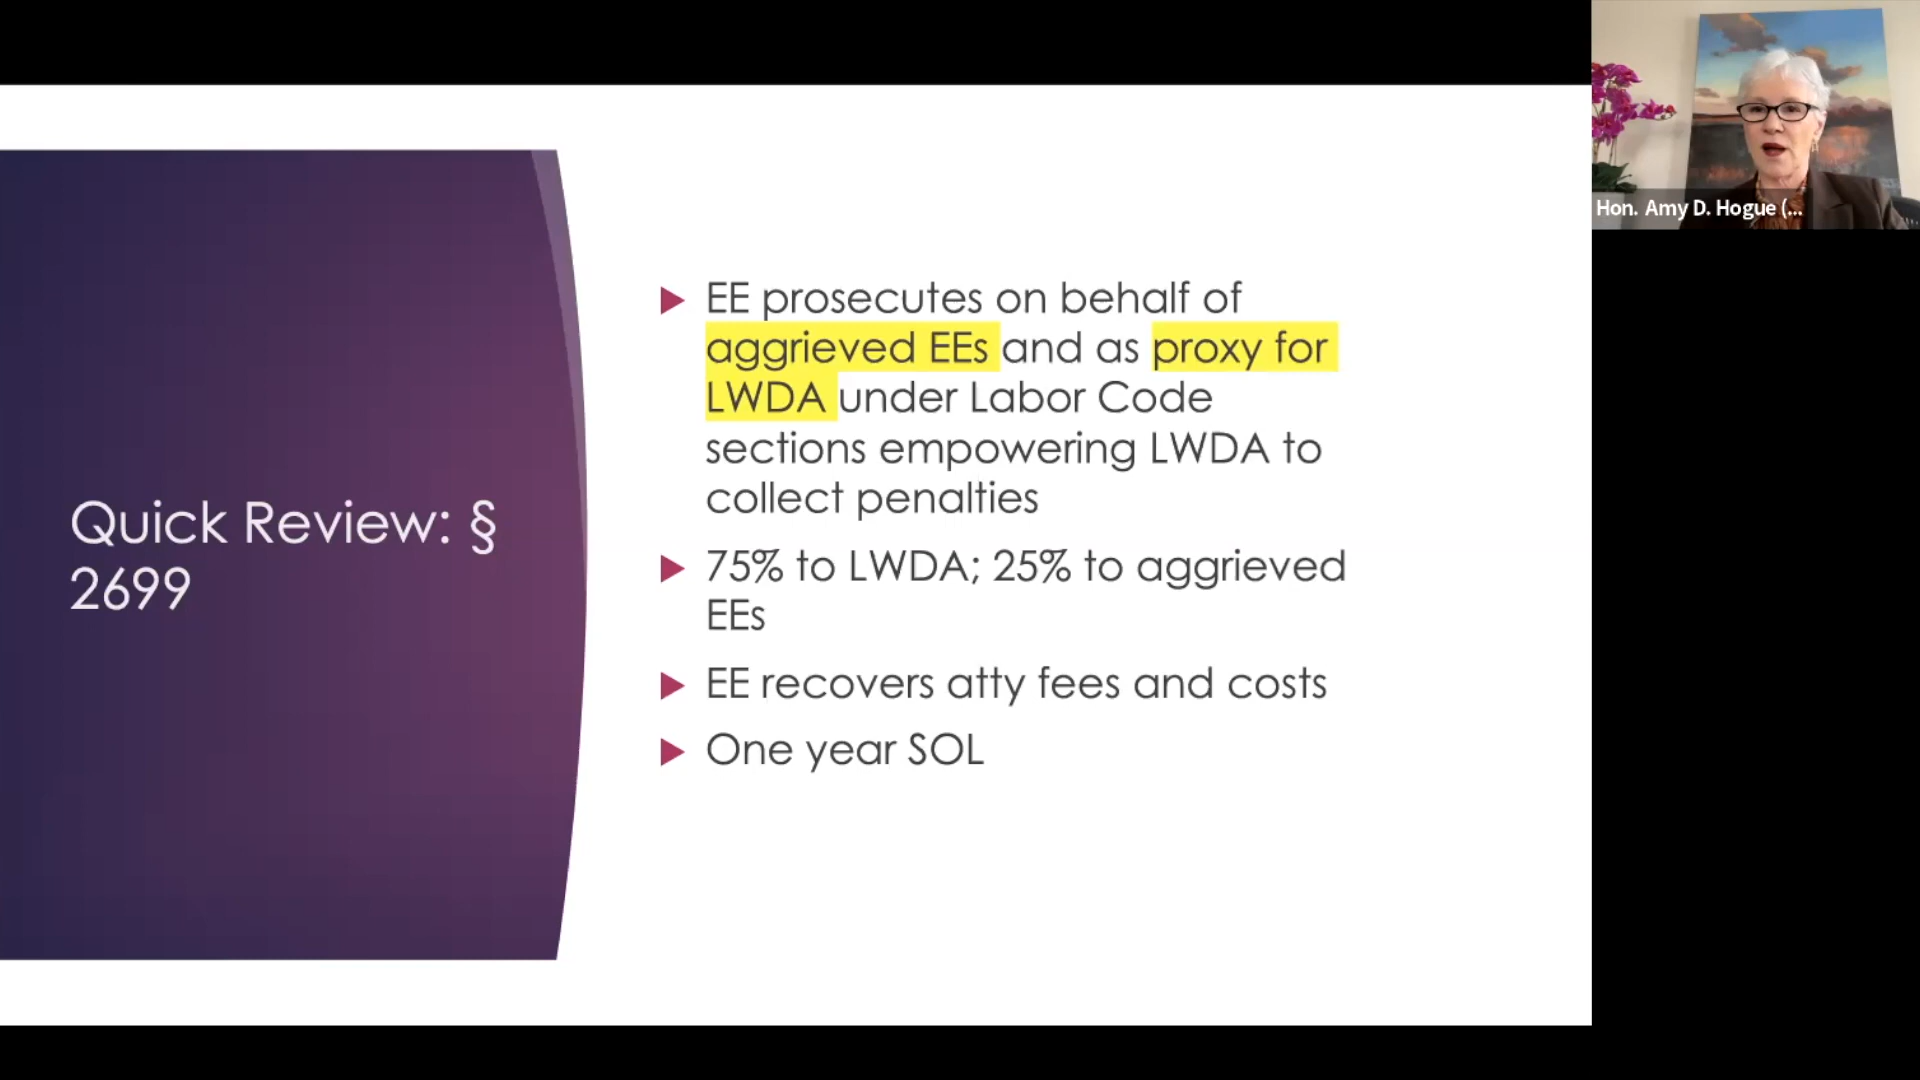 Quick Review: §
2699
EE prosecutes on behalf of
aggrieved EEs and as proxy for
LWDA under Labor Code
sections empowering LWDA to
collect penalties
75% to LWDA; 25% to aggrieved
EEs
EE recovers atty fees and costs
One year SOL
Hon. Amy D. Hogue (...